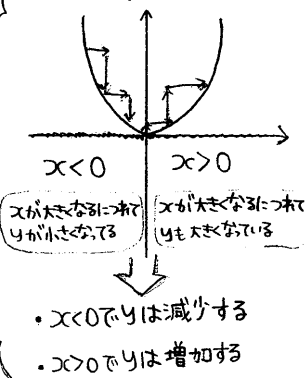 x<0
x>0
xが大きくなるにつれて
yが小さくなってる
xが大きくなるにつれて
yも大きくなっている
・x<0でyは減少する
・x>0でyは増加する